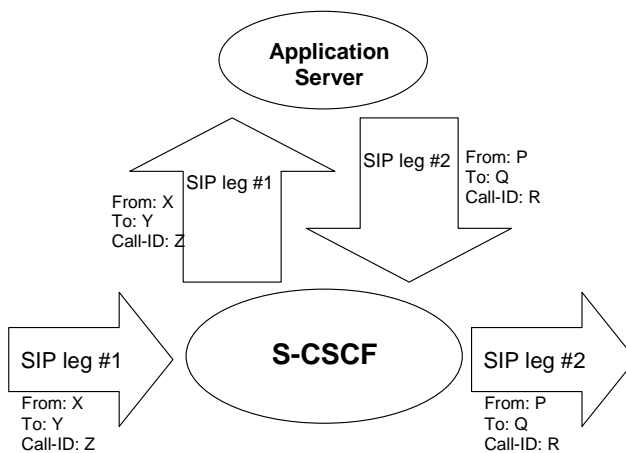 Application
Server
SIP leg #1
From: X
To: Y
Call-ID: Z
SIP leg #2
From: P
To: Q
Call-ID: R
SIP leg #1
From: X
To: Y
Call-ID: Z
S-CSCF
SIP leg #2
From: P
To: Q
Call-ID: R